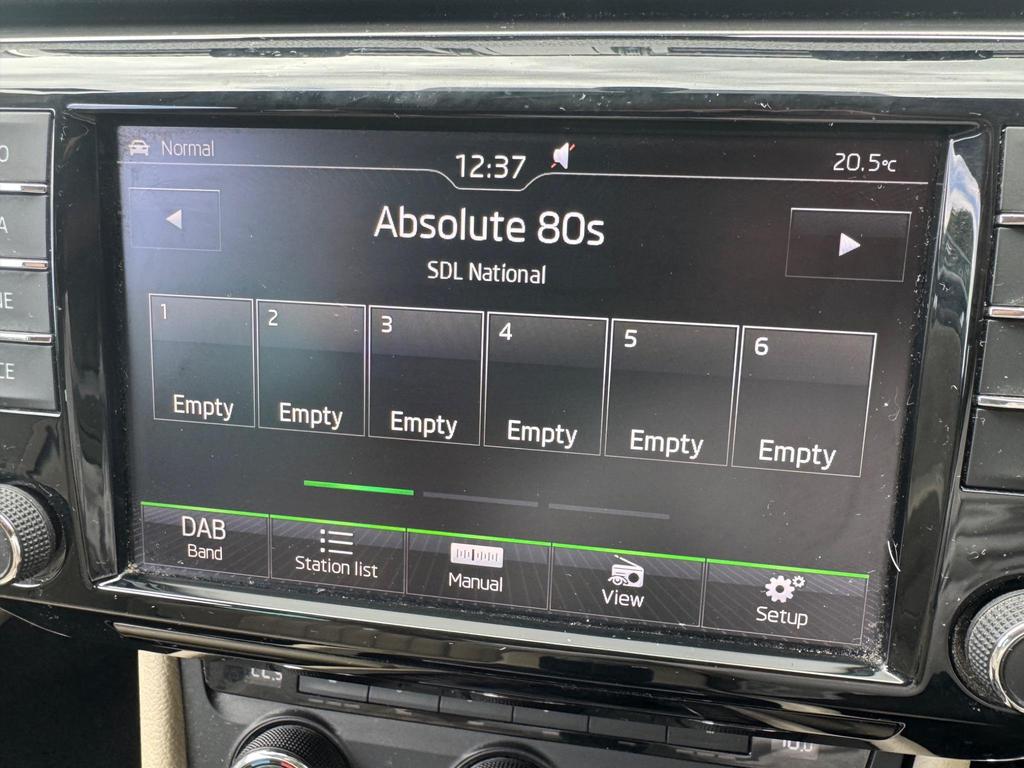 Normal
12:37
20.5°C
Absolute 80s
SDL National
1
2
3
4
5
6
Empty
Empty
Empty
Empty
Empty
Empty
DAB
Band
Station list
Manual
View
Setup